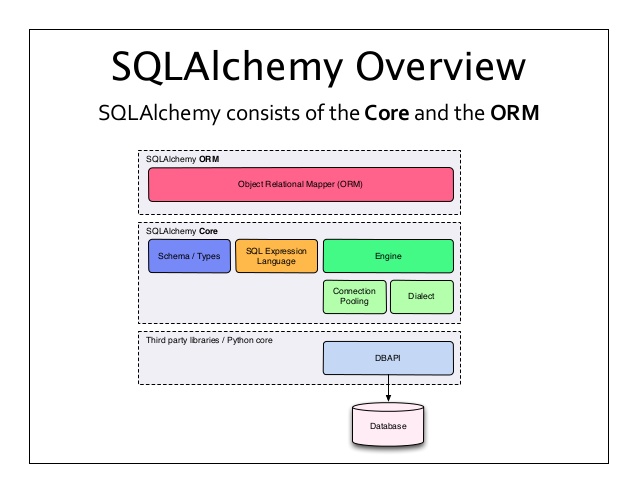 SQLAlchemy Overview
SQLAlchemy consists of the Core and the ORM
SQLAlchemy ORM
Object Relational Mapper (ORM)
SQLAlchemy Core
Schema / Types
SQL Expression
Language
Engine
Connection
Pooling
Dialect
Third party libraries / Python core
DBAPI
Database